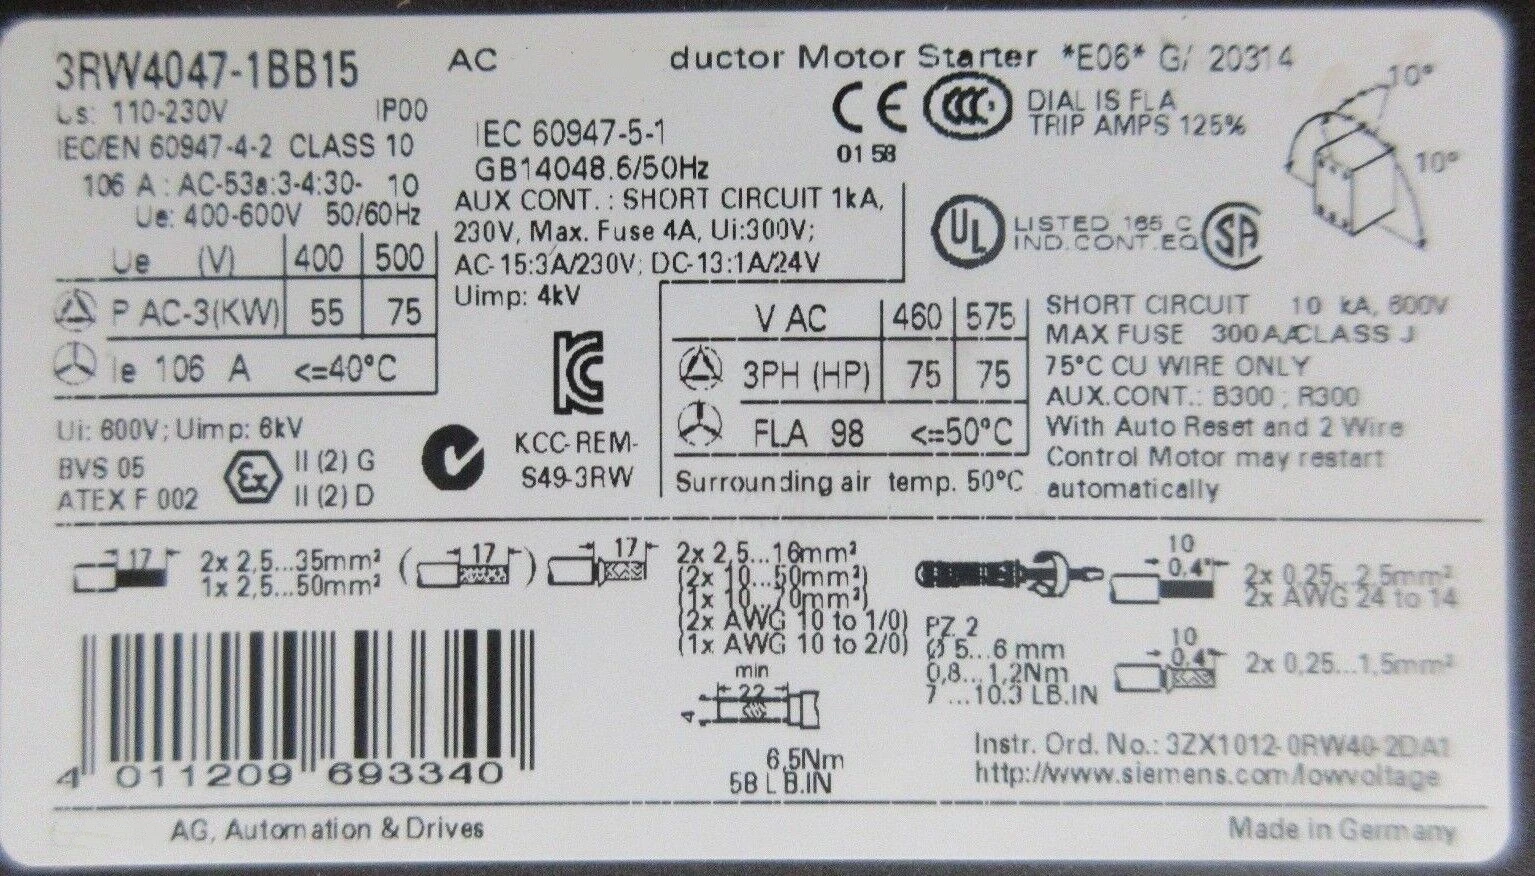 3RW4047-1BB15 AC ductor Motor Starter *E06* G/ 20314
Us: 110-230V IP00
IEC/EN 60947-4-2 CLASS 10
106 A : AC-53a:3-4:30- 10
Ue: 400-600V 50/60Hz
Ue (V) 400 500
P AC-3(KW) 55 75
Ie 106 A <=40°C
Ui: 600V; Uimp: 6kV
BVS 05
ATEX F 002
Ex
II (2) G
II (2) D
IEC 60947-5-1
GB14048.6/50Hz
AUX CONT. : SHORT CIRCUIT 1kA,
230V, Max. Fuse 4A, Ui:300V;
AC-15:3A/230V; DC-13:1A/24V
Uimp: 4kV
KCC-REM-
S49-3RW
CE
0158
CCC
DIAL IS FLA
TRIP AMPS 125%
10°
10°
UL
LISTED 165 C
IND.CONT.EQ
SA
V AC 460 575
3PH (HP) 75 75
FLA 98 <=50°C
Surrounding air temp. 50°C
SHORT CIRCUIT 10 kA, 600V
MAX FUSE 300A/CLASS J
75°C CU WIRE ONLY
AUX.CONT.: B300 ; R300
With Auto Reset and 2 Wire
Control Motor may restart
automatically
17
2x 2,5...35mm²
1x 2,5...50mm²
( 17 )
17
2x 2,5...16mm²
(2x 10...50mm²)
(1x 10...70mm²)
(2x AWG 10 to 1/0)
(1x AWG 10 to 2/0)
min
22
4
6,5Nm
58 LB.IN
PZ 2
Ø 5...6 mm
0,8...1,2Nm
7 ...10.3 LB.IN
10
0.4"
2x 0,25...2,5mm²
2x AWG 24 to 14
10
0.4"
2x 0,25...1,5mm²
4 011209 693340
Instr. Ord. No.: 3ZX1012-0RW40-2DA1
http://www.siemens.com/lowvoltage
AG, Automation & Drives
Made in Germany